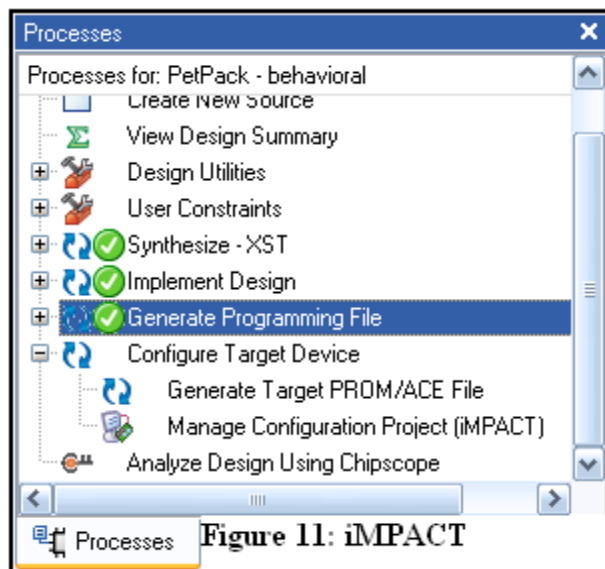 Processes
Processes for: PetPack - behavioral
Create New Source
View Design Summary
Design Utilities
User Constraints
Synthesize - XST
Implement Design
Generate Programming File
Configure Target Device
Generate Target PROM/ACE File
Manage Configuration Project (iMPACT)
Analyze Design Using Chipscope
Processes
Figure 11: iMPACT